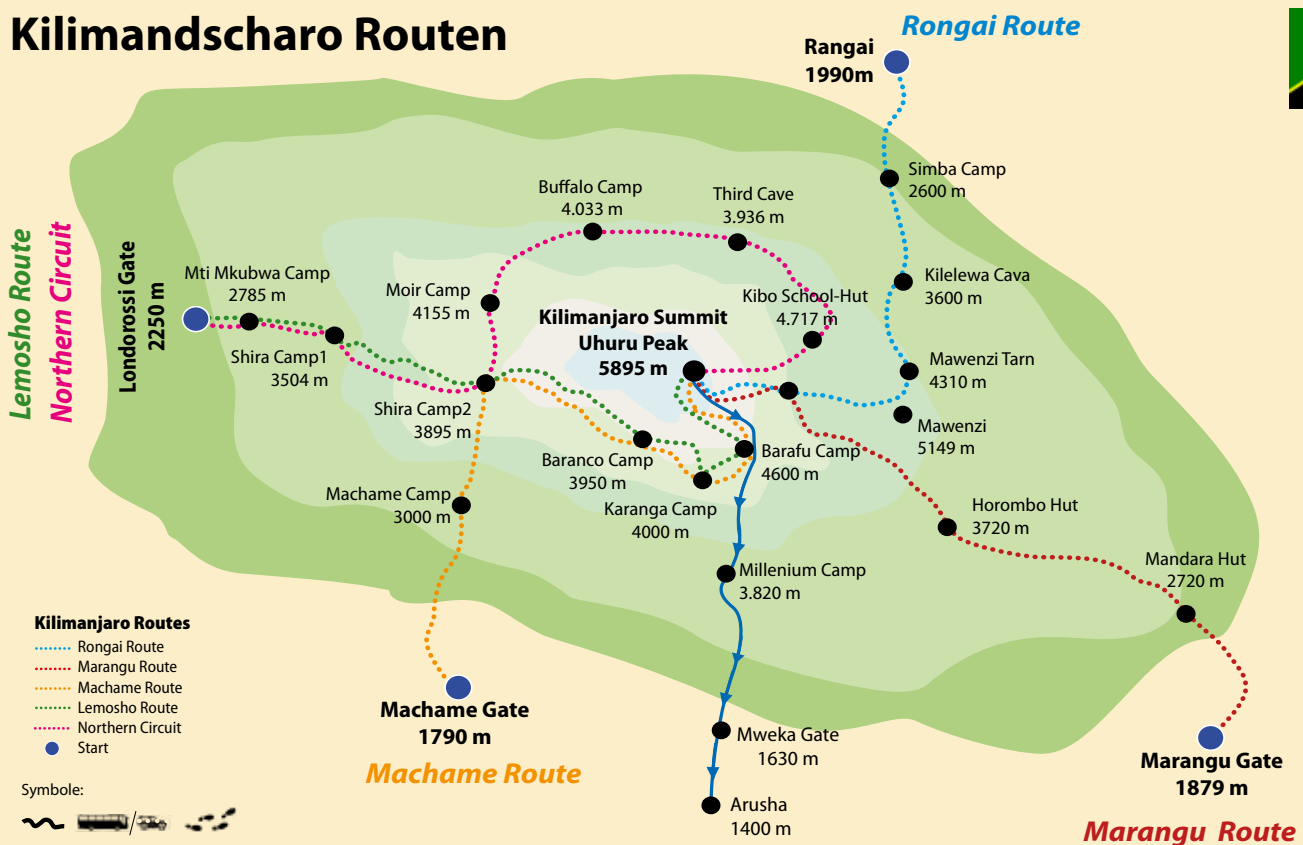 Kilimandscharo Routen
Rongai Route
Rangai
1990m
Simba Camp
2600 m
Buffalo Camp
4.033 m
Third Cave
3.936 m
Lemosho Route
Northern Circuit
Londorossi Gate
2250 m
Mti Mkubwa Camp
2785 m
Moir Camp
4155 m
Kilelewa Cava
3600 m
Kibo School-Hut
4.717 m
Kilimanjaro Summit
Uhuru Peak
5895 m
Shira Camp1
3504 m
Mawenzi Tarn
4310 m
Shira Camp2
3895 m
Mawenzi
5149 m
Baranco Camp
3950 m
Barafu Camp
4600 m
Machame Camp
3000 m
Karanga Camp
4000 m
Horombo Hut
3720 m
Mandara Hut
2720 m
Millenium Camp
3.820 m
Kilimanjaro Routes
Rongai Route
Marangu Route
Machame Route
Lemosho Route
Northern Circuit
Start
Machame Gate
1790 m
Machame Route
Mweka Gate
1630 m
Marangu Gate
1879 m
Symbole:
/
Arusha
1400 m
Marangu Route